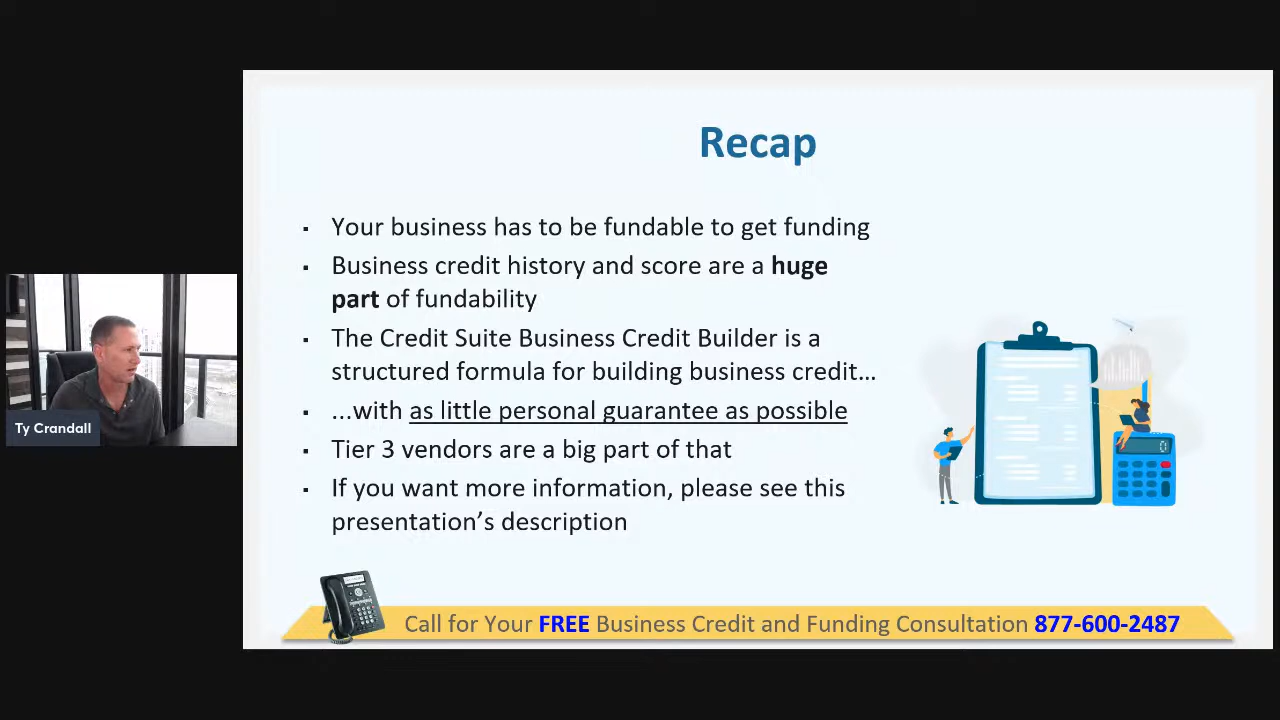 Recap
▪ Your business has to be fundable to get funding
▪ Business credit history and score are a huge
part of fundability
▪ The Credit Suite Business Credit Builder is a
structured formula for building business credit…
▪ ...with as little personal guarantee as possible
▪ Tier 3 vendors are a big part of that
▪ If you want more information, please see this
presentation’s description
Ty Crandall
0
Call for Your FREE Business Credit and Funding Consultation 877-600-2487